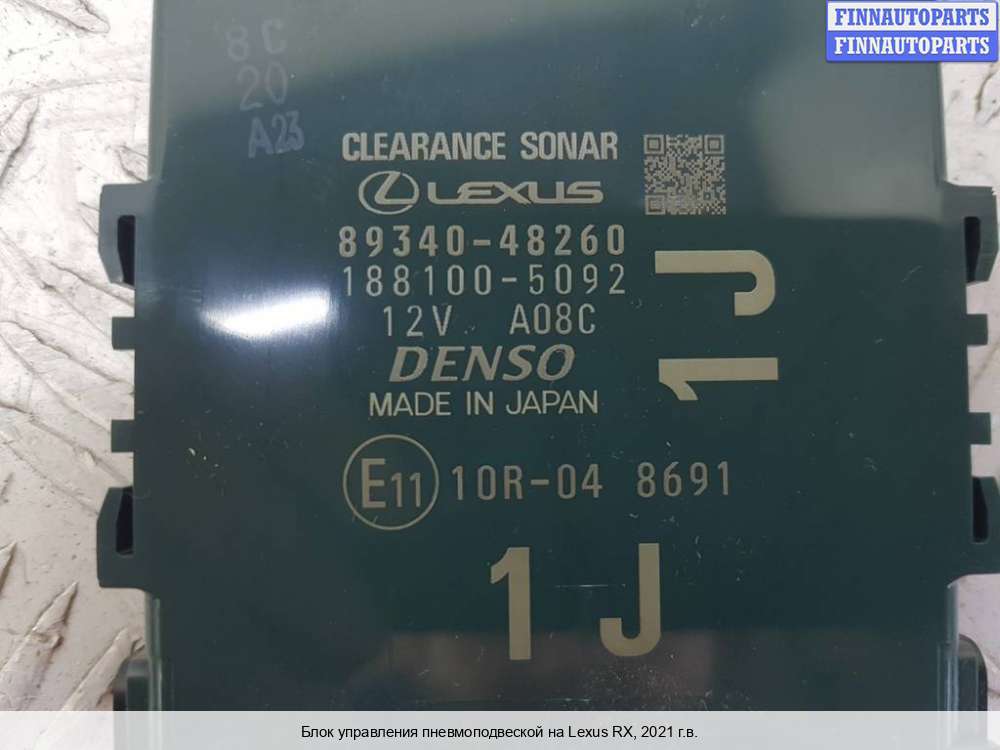 FINNAUTOPARTS
FINNAUTOPARTS
8C
20
A23
CLEARANCE SONAR
LEXUS
89340-48260
188100-5092
12V A08C
DENSO
MADE IN JAPAN
1J
E11 10R-04 8691
1J
Блок управления пневмоподвеской на Lexus RX, 2021 г.в.